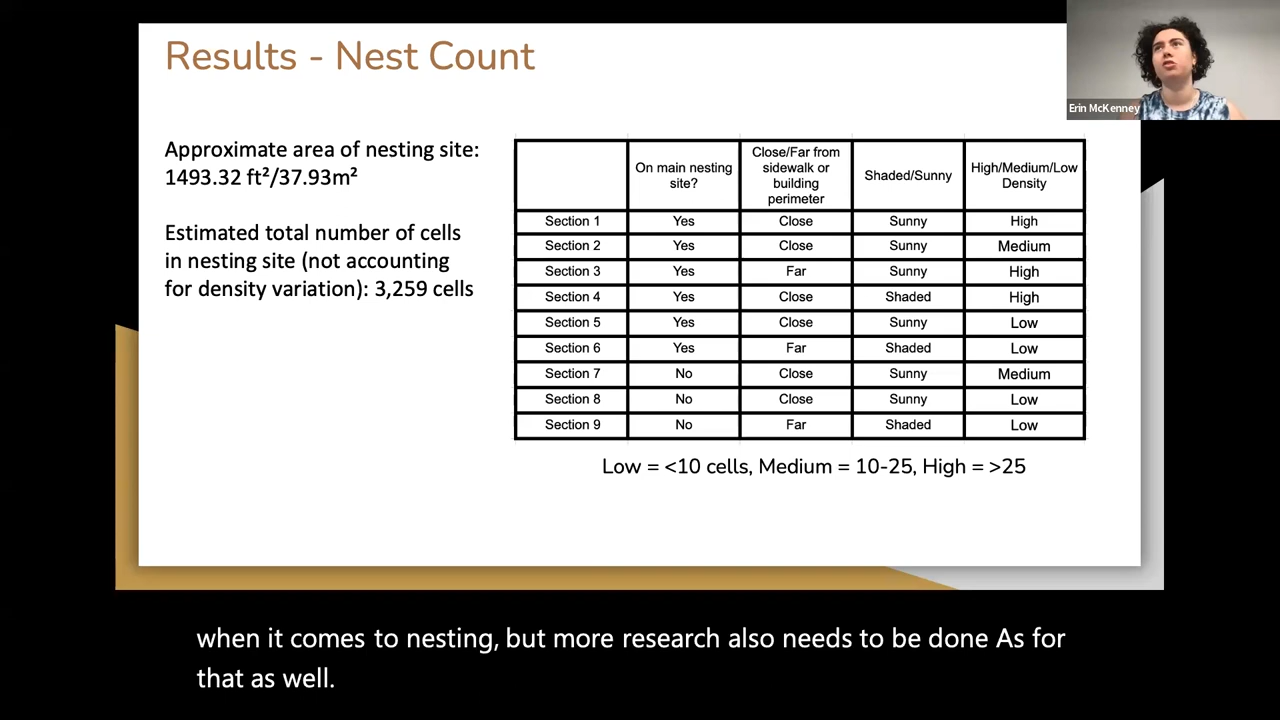 Results - Nest Count
Erin McKenney
Approximate area of nesting site:
1493.32 ft²/37.93m²
Estimated total number of cells
in nesting site (not accounting
for density variation): 3,259 cells
On main nesting site? Close/Far from sidewalk or building perimeter Shaded/Sunny High/Medium/Low Density
Section 1 Yes Close Sunny High
Section 2 Yes Close Sunny Medium
Section 3 Yes Far Sunny High
Section 4 Yes Close Shaded High
Section 5 Yes Close Sunny Low
Section 6 Yes Far Shaded Low
Section 7 No Close Sunny Medium
Section 8 No Close Sunny Low
Section 9 No Far Shaded Low
Low = <10 cells, Medium = 10-25, High = >25
when it comes to nesting, but more research also needs to be done As for
that as well.